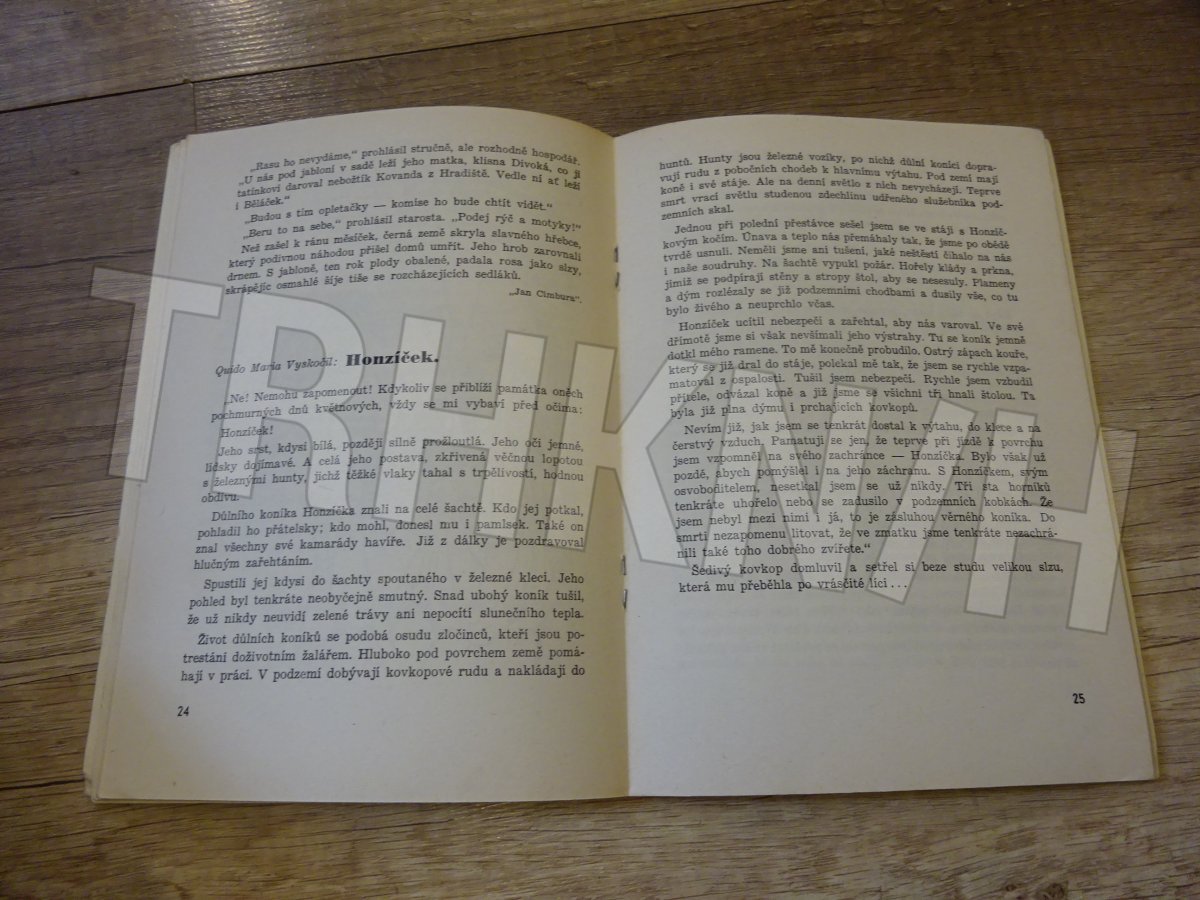 „Rasu ho nevydáme,“ prohlásil stručně, ale rozhodně hospodář.
„U nás pod jabloní v sadě leží jeho matka, klisna Divoká, co ji
tatínkovi daroval nebožtík Kovanda z Hradiště. Vedle ní ať leží
i Běláček.“
„Budou s tím opletačky — komise ho bude chtít vidět.“
„Beru to na sebe,“ prohlásil starosta. „Podej rýč a motyky!“
Než zašel k ránu měsíček, černá země skryla slavného hřebce,
který podivnou náhodou přišel domů umřít. Jeho hrob zarovnali
drnem. S jabloně, ten rok plody obalené, padala rosa jako slzy,
skrápějíc osmahlé šíje tiše se rozcházejících sedláků.
„Jan Cimbura“.
Quido Maria Vyskočil: Honzíček.
„Ne! Nemohu zapomenout! Kdykoliv se přiblíží památka oněch
pochmurných dnů květnových, vždy se mi vybaví před očima:
Honzíček!
Jeho srst, kdysi bílá, později silně prožloutlá. Jeho oči jemné,
lidsky dojímavé. A celá jeho postava, zkřivená věčnou lopotou
s železnými hunty, jichž těžké vlaky tahal s trpělivostí, hodnou
obdivu.
Důlního koníka Honzíčka znali na celé šachtě. Kdo jej potkal,
pohladil ho přátelsky; kdo mohl, donesl mu i pamlsek. Také on
znal všechny své kamarády havíře. Již z dálky je pozdravoval
hlučným zařehtáním.
Spustili jej kdysi do šachty spoutaného v železné kleci. Jeho
pohled byl tenkráte neobyčejně smutný. Snad ubohý koník tušil,
že už nikdy neuvidí zelené trávy ani nepocítí slunečního tepla.
Život důlních koníků se podobá osudu zločinců, kteří jsou po-
trestáni doživotním žalářem. Hluboko pod povrchem země pomá-
hají v práci. V podzemí dobývají kovkopové rudu a nakládají do
24
huntů. Hunty jsou železné vozíky, po nichž důlní koníci dopra-
vují rudu z pobočních chodeb k hlavnímu výtahu. Pod zemí mají
koně i své stáje. Ale na denní světlo z nich nevycházejí. Teprve
smrt vrací světlu studenou zdechlinu udřeného služebníka pod-
zemních skal.
Jednou při polední přestávce sešel jsem se ve stáji s Honzíč-
kovým kočím. Únava a teplo nás přemáhaly tak, že jsme po obědě
tvrdě usnuli. Neměli jsme ani tušení, jaké neštěstí číhalo na nás
i naše soudruhy. Na šachtě vypukl požár. Hořely klády a prkna,
jimiž se podpírají stěny a stropy štol, aby se nesesuly. Plameny
a dým rozlézaly se již podzemními chodbami a dusily vše, co tu
bylo živého a neuprchlo včas.
Honzíček ucítil nebezpečí a zařehtal, aby nás varoval. Ve své
dřímotě jsme si však nevšímali jeho výstrahy. Tu se koník jemně
dotkl mého ramene. To mě konečně probudilo. Ostrý zápach kouře,
který se již dral do stáje, polekal mě tak, že jsem se rychle vzpa-
matoval z ospalosti. Tušil jsem nebezpečí. Rychle jsem vzbudil
přítele, odvázal koně a již jsme se všichni tři hnali štolou. Ta
byla již plna dýmu i prchajících kovkopů.
Nevím již, jak jsem se tenkrát dostal k výtahu, do klece a na
čerstvý vzduch. Pamatuji se jen, že teprve při jízdě k povrchu
jsem vzpomněl na svého zachránce — Honzíčka. Bylo však už
pozdě, abych pomýšlel i na jeho záchranu. S Honzíčkem, svým
osvoboditelem, nesetkal jsem se už nikdy. Tři sta horníků
tenkráte uhořelo nebo se zadusilo v podzemních kobkách. Že
jsem nebyl mezi nimi i já, to je zásluhou věrného koníka. Do
smrti nezapomenu litovat, že ve zmatku jsme tenkráte nezachrá-
nili také toho dobrého zvířete.“
Šedivý kovkop domluvil a setřel si beze studu velikou slzu,
která mu přeběhla po vrásčité líci . . .
25
TRHKNIH